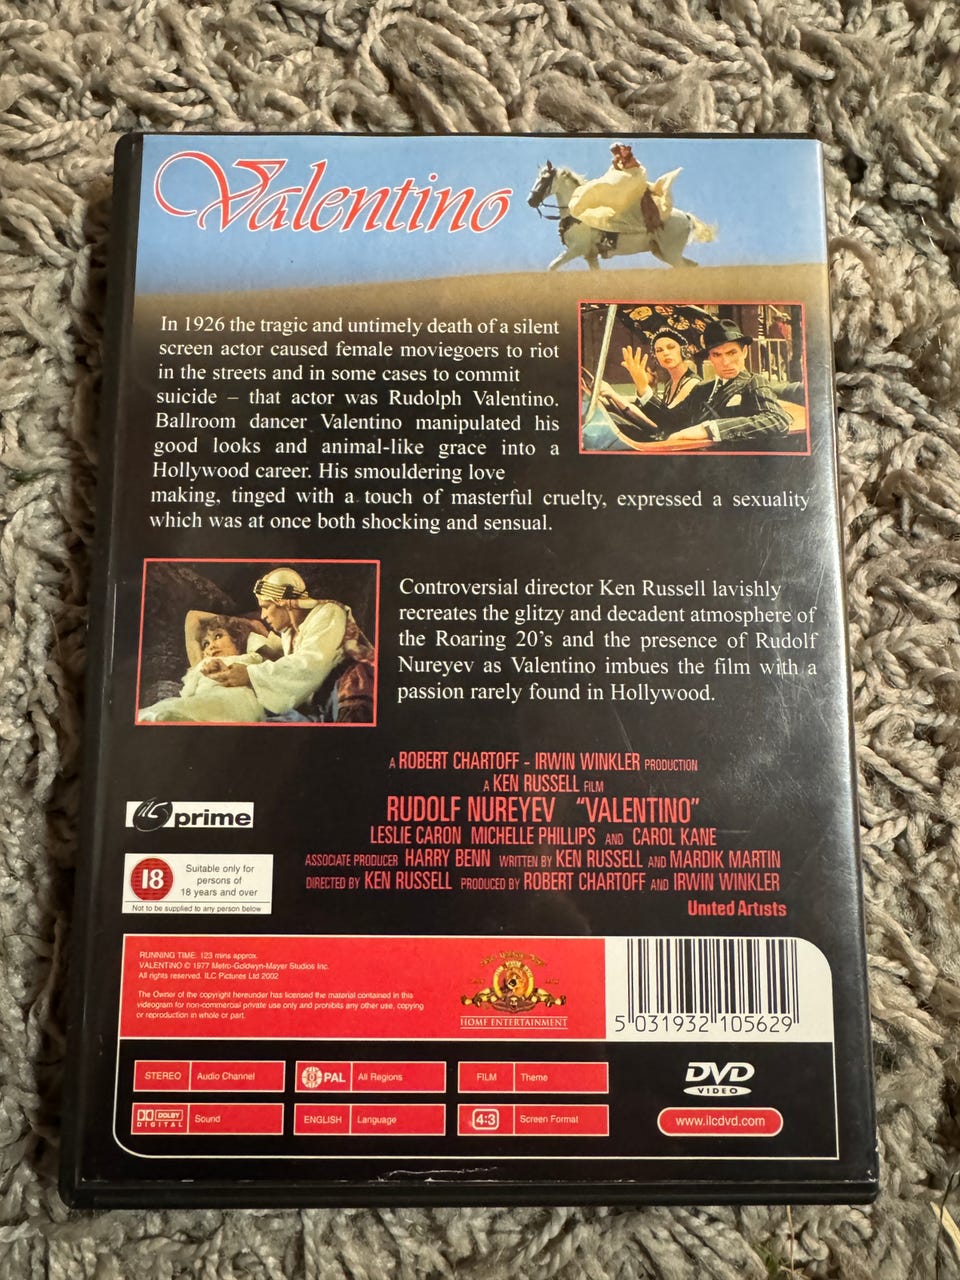 Valentino
In 1926 the tragic and untimely death of a silent
screen actor caused female moviegoers to riot
in the streets and in some cases to commit
suicide – that actor was Rudolph Valentino.
Ballroom dancer Valentino manipulated his
good looks and animal-like grace into a
Hollywood career. His smouldering love
making, tinged with a touch of masterful cruelty, expressed a sexuality
which was at once both shocking and sensual.
Controversial director Ken Russell lavishly
recreates the glitzy and decadent atmosphere of
the Roaring 20's and the presence of Rudolf
Nureyev as Valentino imbues the film with a
passion rarely found in Hollywood.
A ROBERT CHARTOFF - IRWIN WINKLER PRODUCTION
A KEN RUSSELL FILM
RUDOLF NUREYEV "VALENTINO"
LESLIE CARON MICHELLE PHILLIPS AND CAROL KANE
ASSOCIATE PRODUCER HARRY BENN WRITTEN BY KEN RUSSELL AND MARDIK MARTIN
DIRECTED BY KEN RUSSELL PRODUCED BY ROBERT CHARTOFF AND IRWIN WINKLER
United Artists
ilc prime
18
Suitable only for
persons of
18 years and over
Not to be supplied to any person below
RUNNING TIME: 123 mins approx.
VALENTINO © 1977 Metro-Goldwyn-Mayer Studios Inc.
All rights reserved. ILC Pictures Ltd 2002
The Owner of the copyright hereunder has licensed the material contained in this
videogram for non-commercial private use only and prohibits any other use, copying
or reproduction in whole or part.
HOME ENTERTAINMENT
5 031932 105629
STEREO Audio Channel
PAL All Regions
FILM Theme
DVD
VIDEO
DOLBY
DIGITAL Sound
ENGLISH Language
4:3 Screen Format
www.ilcdvd.com